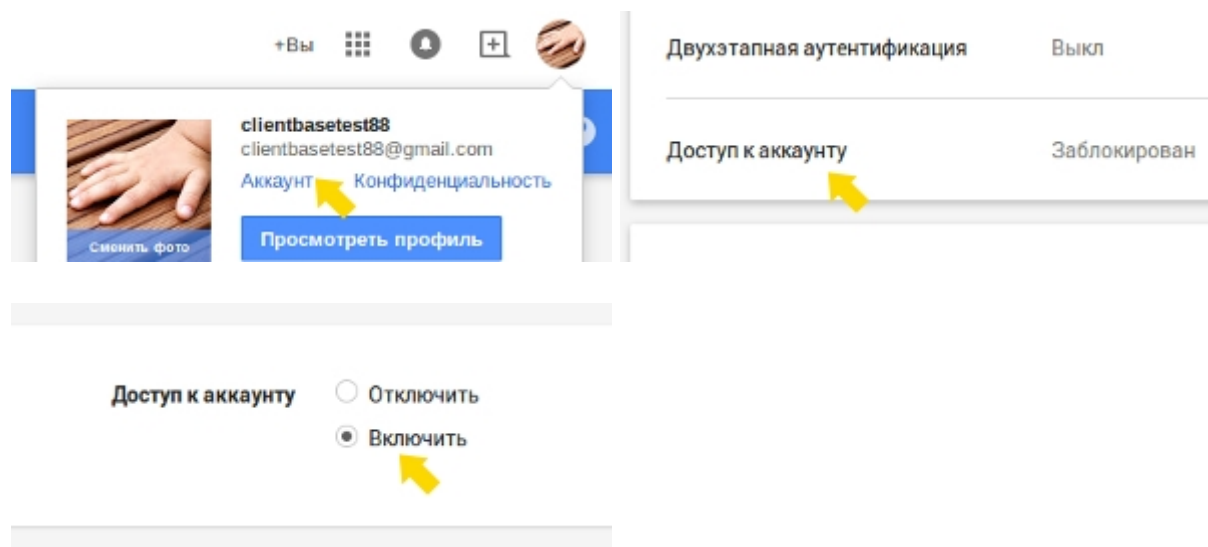 +Вы
clientbasetest88
clientbasetest88@gmail.com
Аккаунт Конфиденциальность
Сменить фото
Просмотреть профиль
Двухэтапная аутентификация Выкл
Доступ к аккаунту Заблокирован
Доступ к аккаунту Отключить
Включить